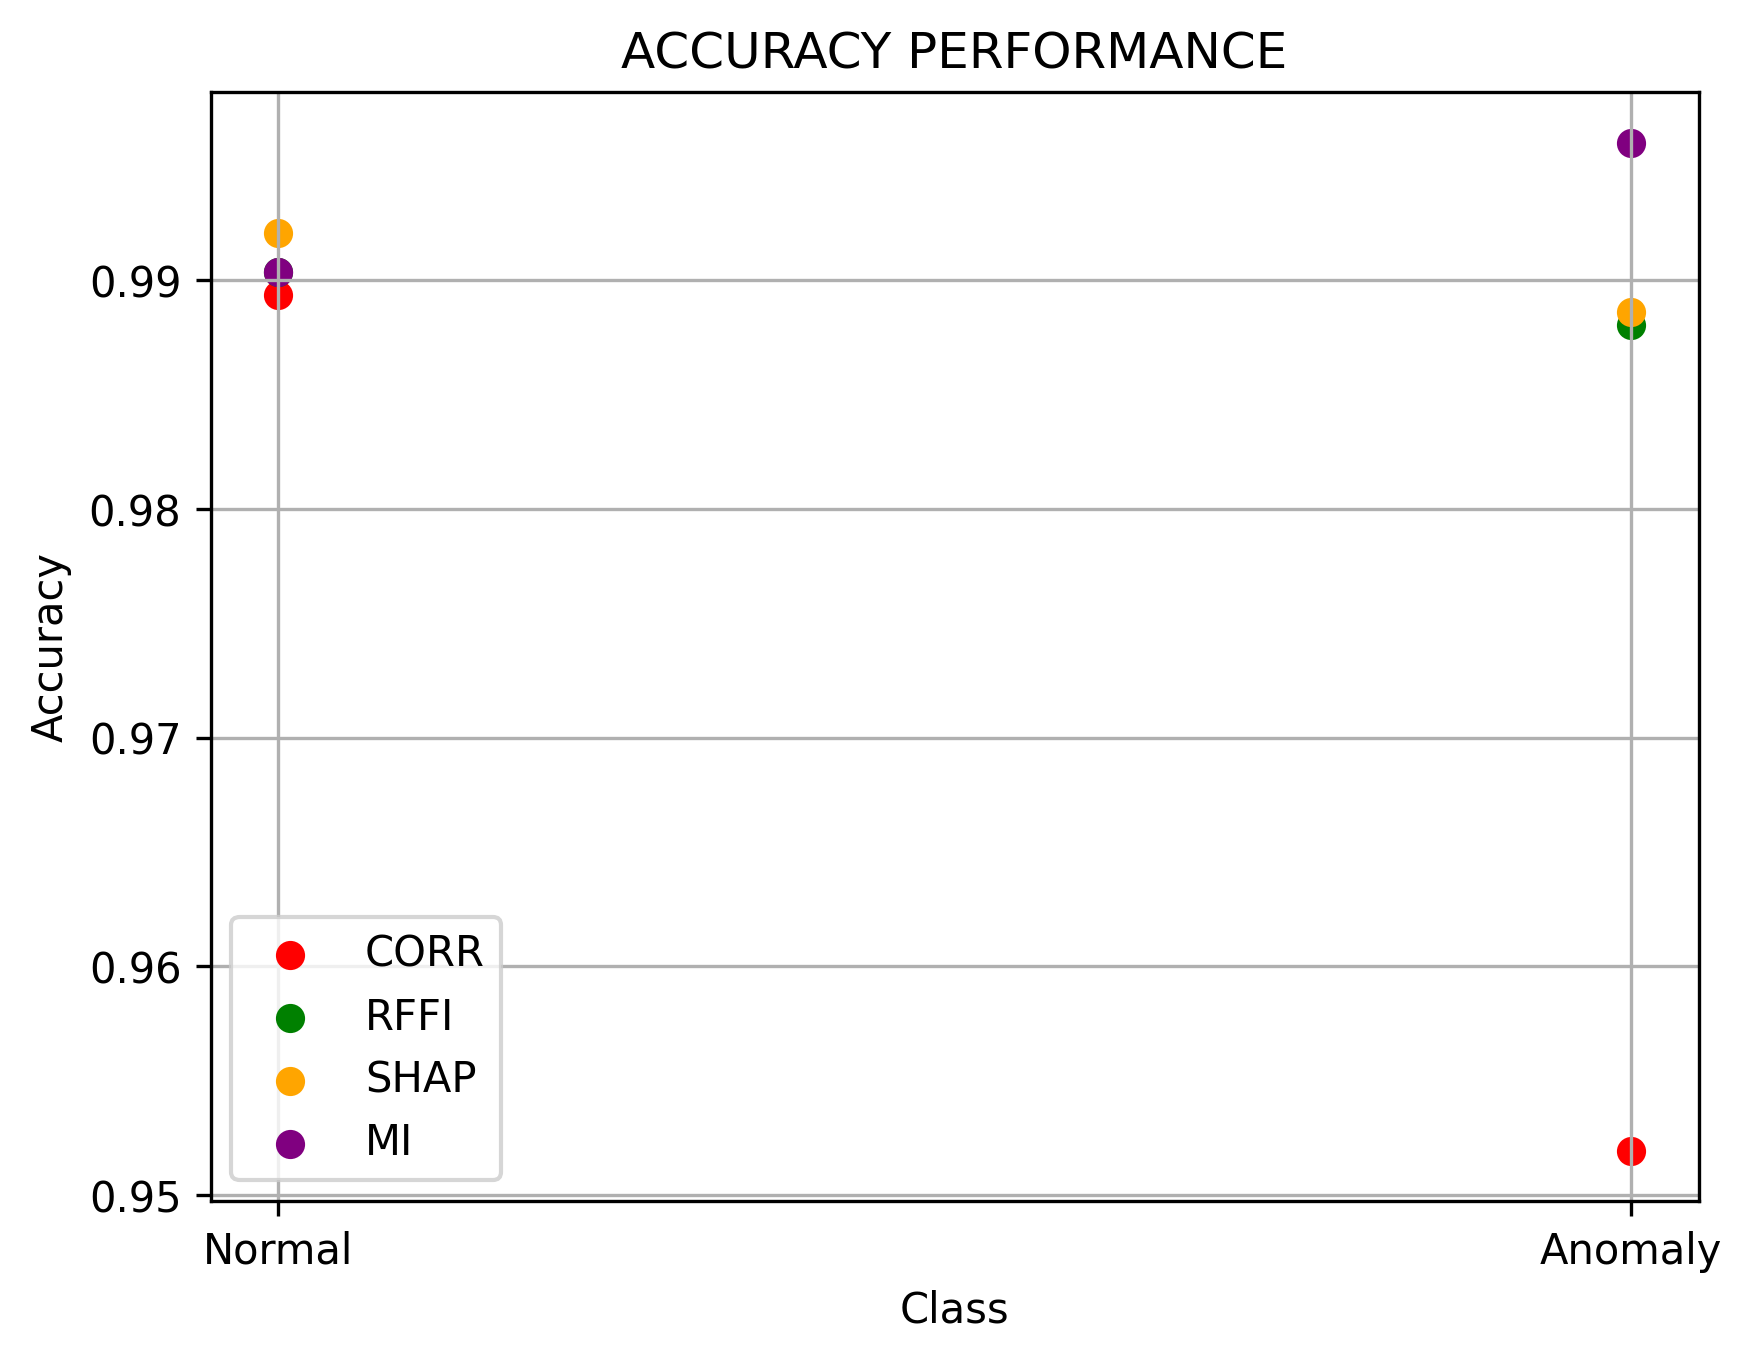 ACCURACY PERFORMANCE
Accuracy
0.99
0.98
0.97
0.96
0.95
CORR
RFFI
SHAP
MI
Normal
Anomaly
Class